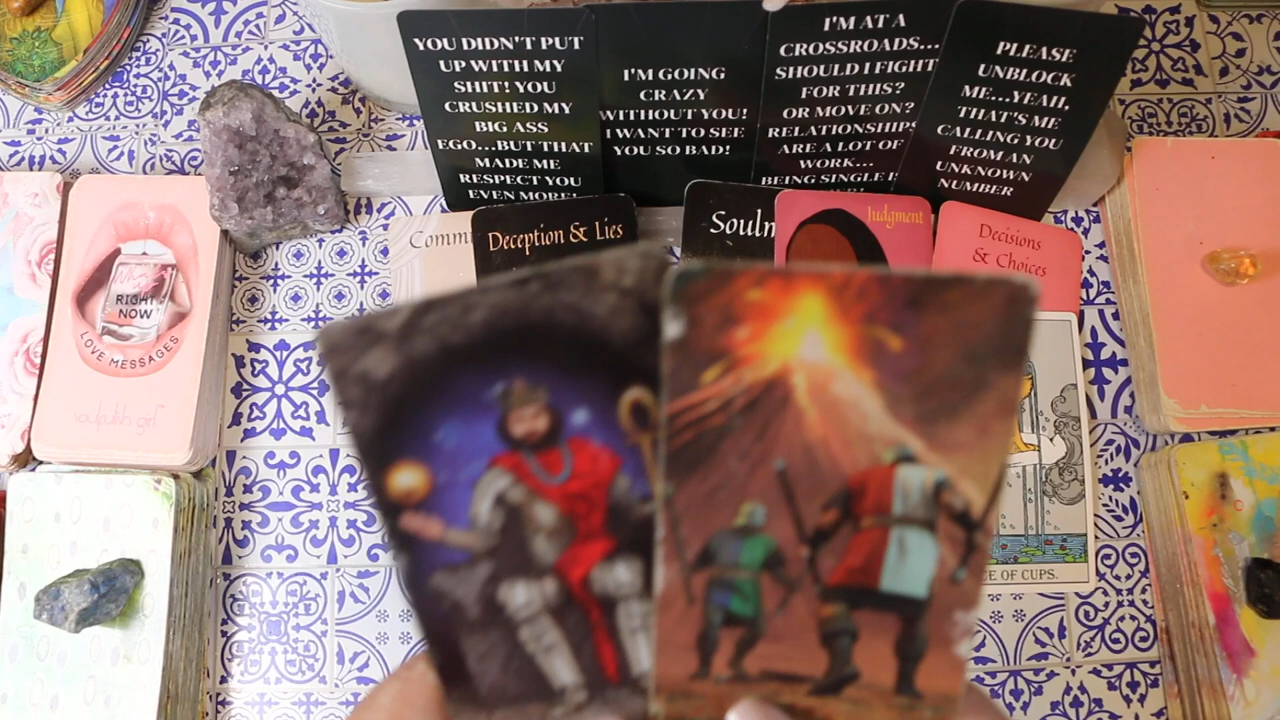 YOU DIDN'T PUT
UP WITH MY
SHIT! YOU
CRUSHED MY
BIG ASS
EGO...BUT THAT
MADE ME
RESPECT YOU
EVEN MORE!
I'M GOING
CRAZY
WITHOUT YOU!
I WANT TO SEE
YOU SO BAD!
I'M AT A
CROSSROADS...
SHOULD I FIGHT
FOR THIS?
OR MOVE ON?
RELATIONSHIPS
ARE A LOT OF
WORK...
BEING SINGLE
PLEASE
UNBLOCK
ME...YEAH,
THAT'S ME
CALLING YOU
FROM AN
UNKNOWN
NUMBER
Deception & Lies
Judgment
Decisions
& Choices
RIGHT
NOW
LOVE MESSAGES
OF CUPS.